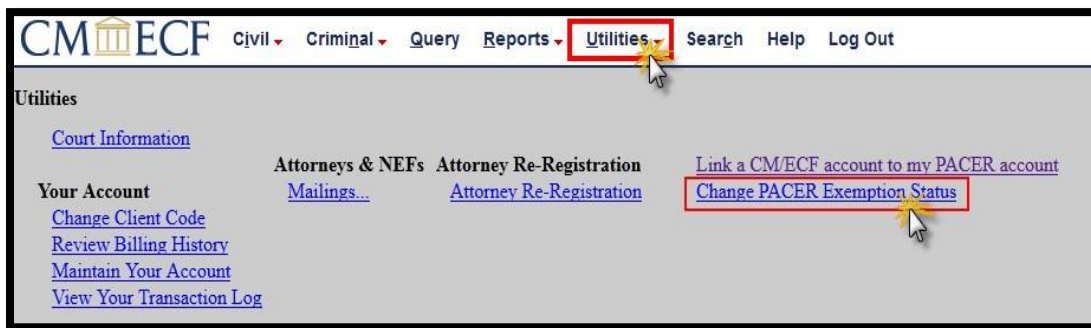 CM ECF Civil Criminal Query Reports Utilities Search Help Log Out
Utilities
Court Information
Attorneys & NEFs Attorney Re-Registration Link a CM/ECF account to my PACER account
Your Account Mailings... Attorney Re-Registration Change PACER Exemption Status
Change Client Code
Review Billing History
Maintain Your Account
View Your Transaction Log